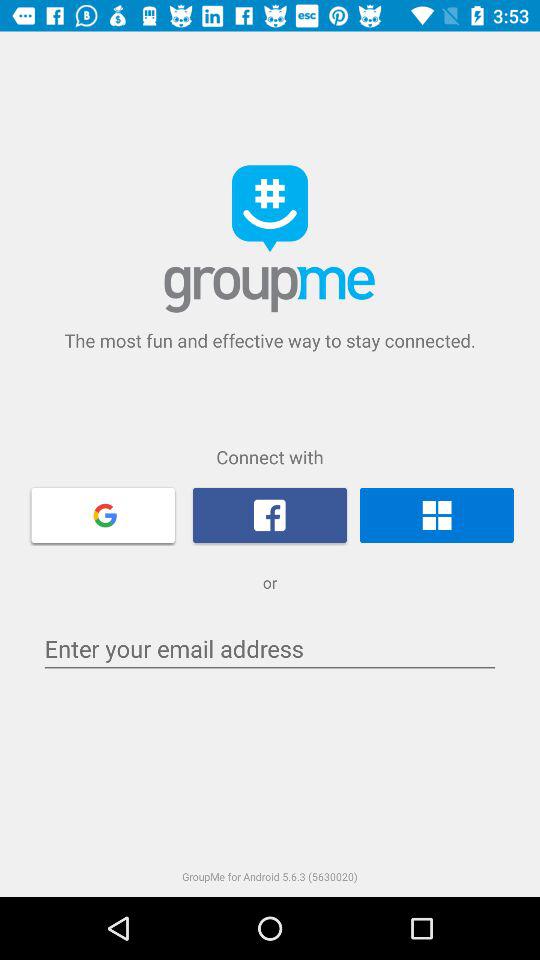 3:53
#
groupme
The most fun and effective way to stay connected.
Connect with
or
Enter your email address
GroupMe for Android 5.6.3 (5630020)